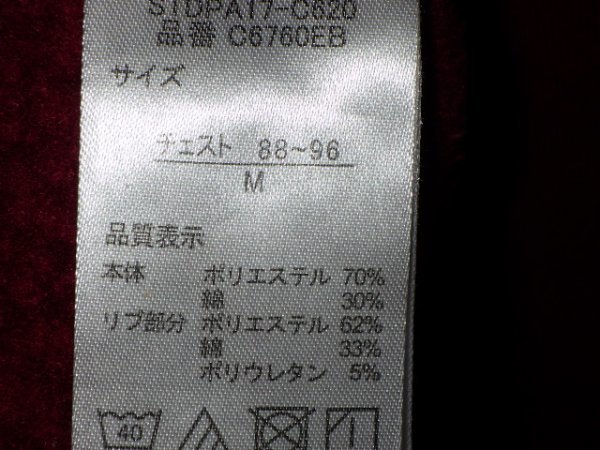 S1DPA17-C620
品番 C6760EB
サイズ
チェスト 88~96
M
品質表示
本体 ポリエステル 70%
綿 30%
リブ部分 ポリエステル 62%
綿 33%
ポリウレタン 5%
40